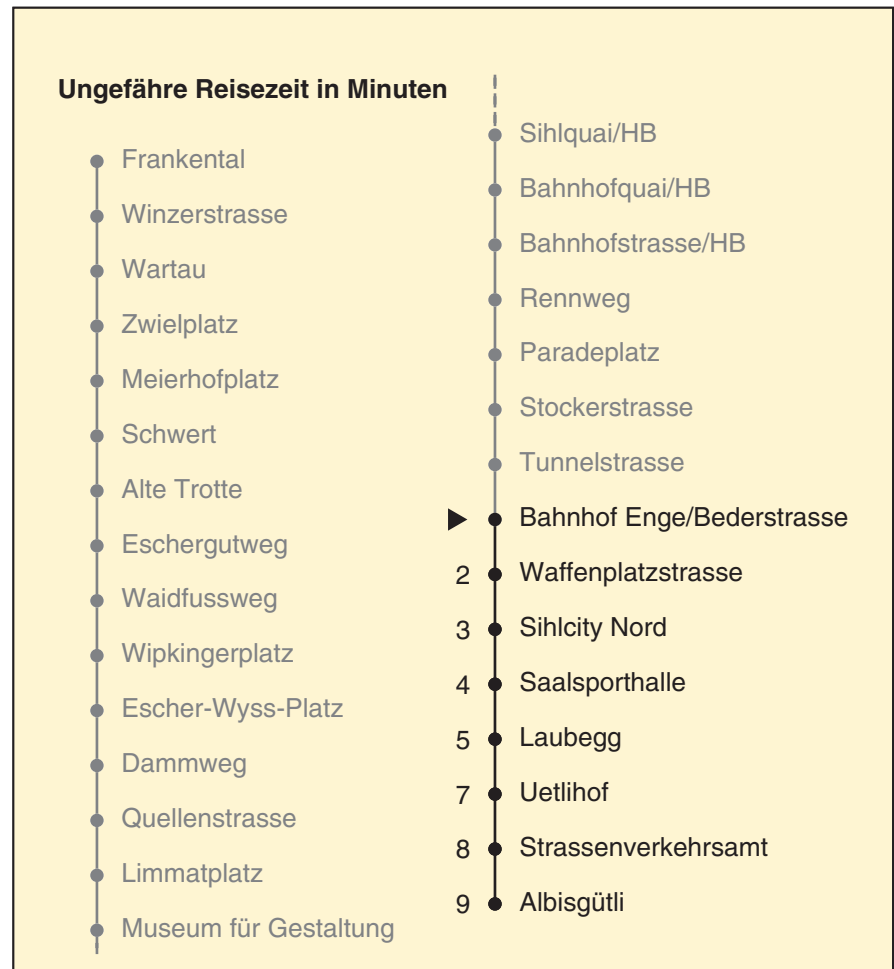 Ungefähre Reisezeit in Minuten
Frankental
Winzerstrasse
Wartau
Zwielplatz
Meierhofplatz
Schwert
Alte Trotte
Eschergutweg
Waidfussweg
Wipkingerplatz
Escher-Wyss-Platz
Dammweg
Quellenstrasse
Limmatplatz
Museum für Gestaltung
Sihlquai/HB
Bahnhofquai/HB
Bahnhofstrasse/HB
Rennweg
Paradeplatz
Stockerstrasse
Tunnelstrasse
Bahnhof Enge/Bederstrasse
2 Waffenplatzstrasse
3 Sihlcity Nord
4 Saalsporthalle
5 Laubegg
7 Uetlihof
8 Strassenverkehrsamt
9 Albisgütli